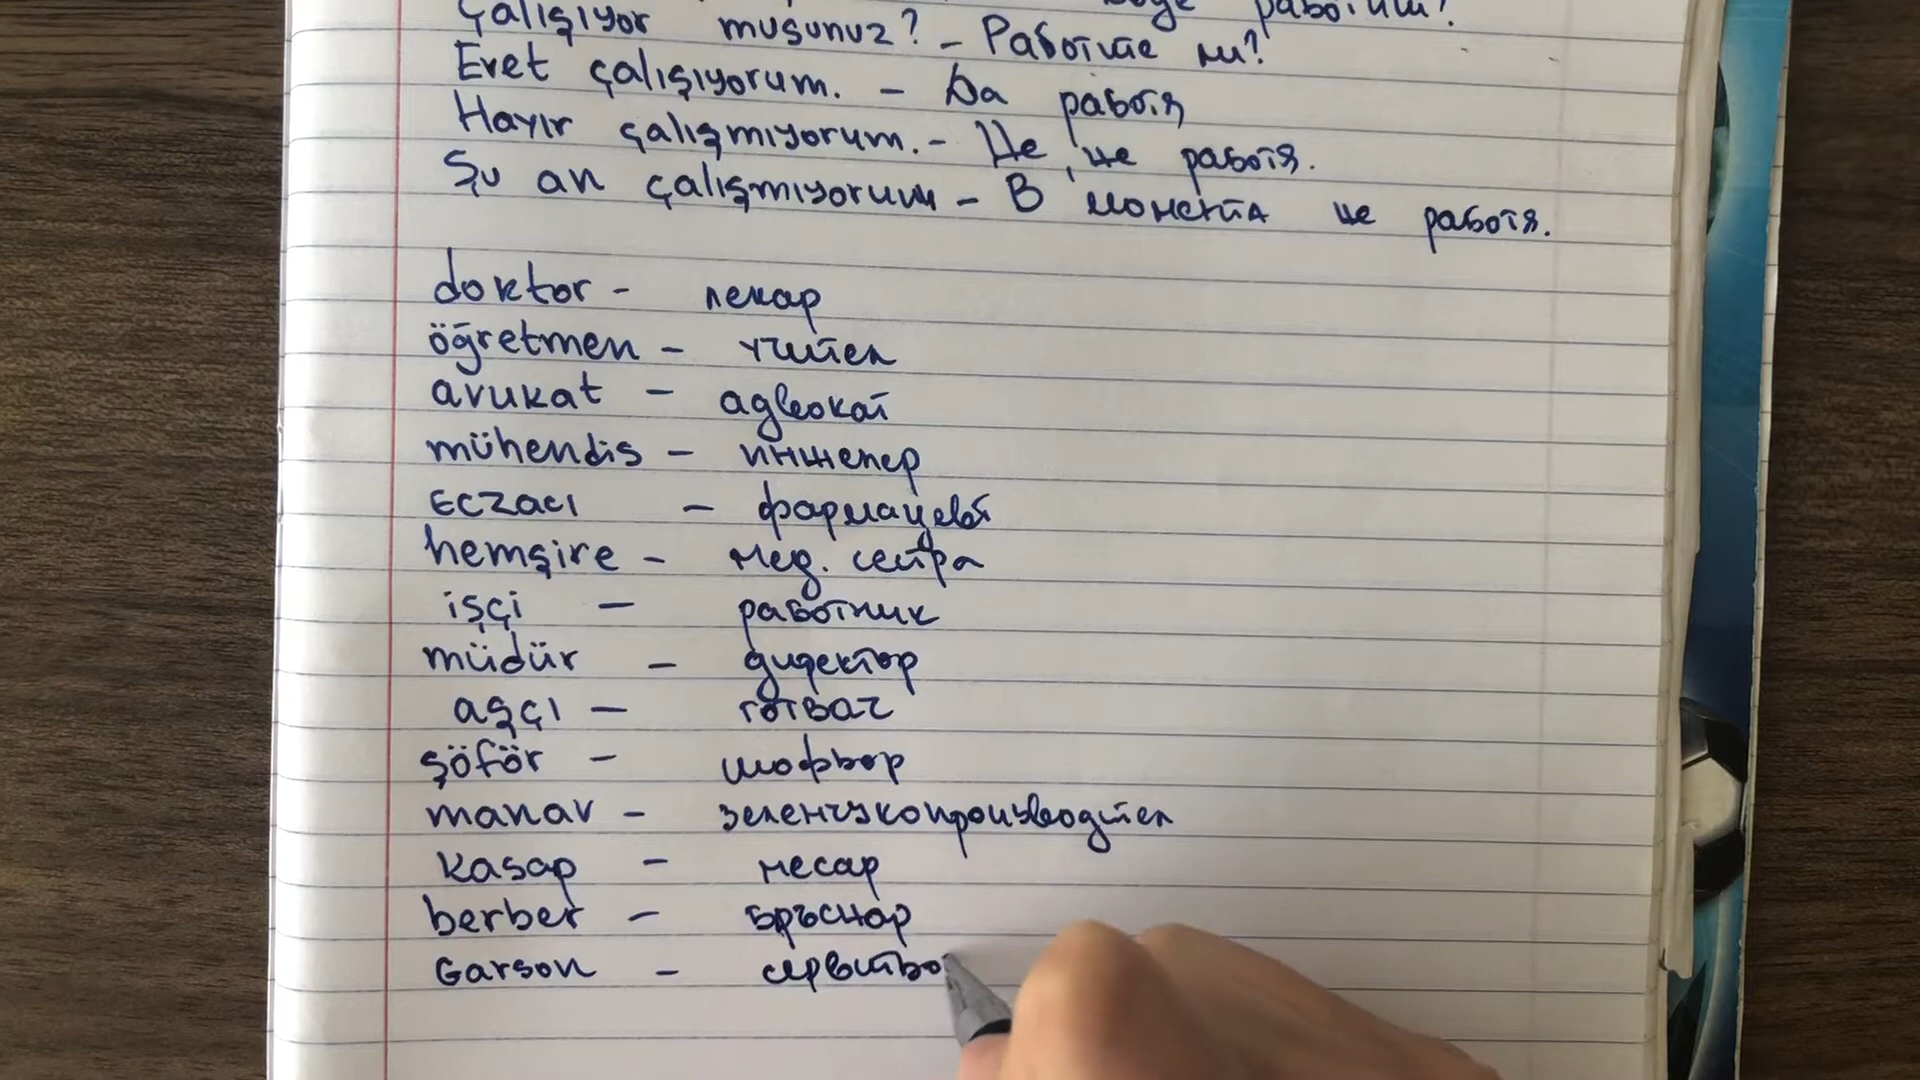 работиш?
Çalışıyor musunuz? – Работите ли?
Evet çalışıyorum. – Да работя
Hayır çalışmıyorum. – Не, не работя.
Şu an çalışmıyorum – В момента не работя.
doktor – лекар
öğretmen – учител
avukat – адвокат
mühendis – инженер
Eczacı – фармацевт
hemşire – мед. сестра
işçi – работник
müdür – директор
aşçı – готвач
şöför – шофьор
manav – зеленчукопроизводител
kasap – месар
berber – бръснар
Garson – сервитьо